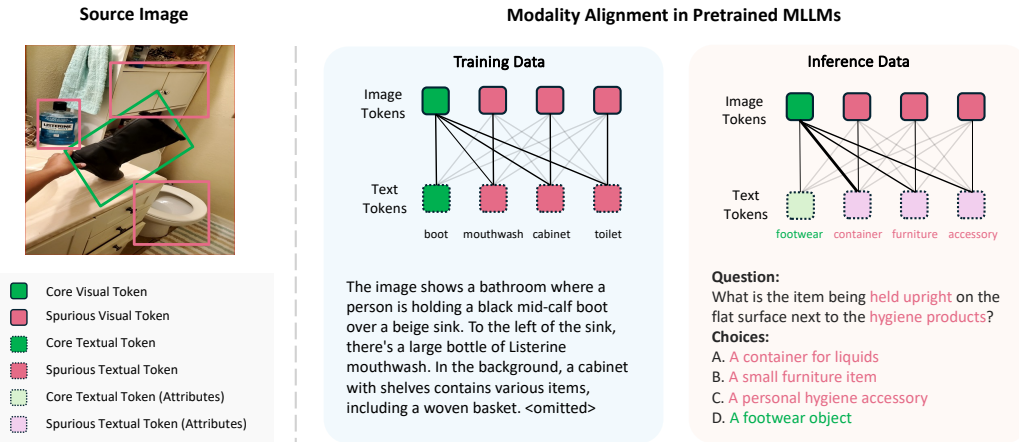 Source Image
Modality Alignment in Pretrained MLLMs
LISTERINE
Core Visual Token
Spurious Visual Token
Core Textual Token
Spurious Textual Token
Core Textual Token (Attributes)
Spurious Textual Token (Attributes)
Training Data
Image
Tokens
Text
Tokens
boot mouthwash cabinet toilet
The image shows a bathroom where a
person is holding a black mid-calf boot
over a beige sink. To the left of the sink,
there's a large bottle of Listerine
mouthwash. In the background, a cabinet
with shelves contains various items,
including a woven basket. <omitted>
Inference Data
Image
Tokens
Text
Tokens
footwear container furniture accessory
Question:
What is the item being held upright on the
flat surface next to the hygiene products?
Choices:
A. A container for liquids
B. A small furniture item
C. A personal hygiene accessory
D. A footwear object